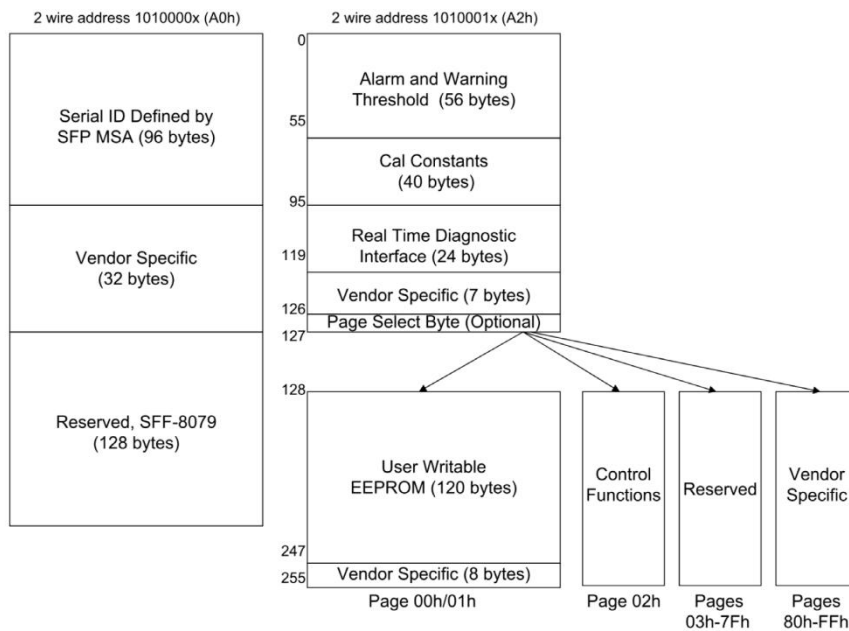 2 wire address 1010000x (A0h)
Serial ID Defined by
SFP MSA (96 bytes)
Vendor Specific
(32 bytes)
Reserved, SFF-8079
(128 bytes)
2 wire address 1010001x (A2h)
0
Alarm and Warning
Threshold (56 bytes)
55
Cal Constants
(40 bytes)
95
Real Time Diagnostic
Interface (24 bytes)
119
Vendor Specific (7 bytes)
126
Page Select Byte (Optional)
127
128
User Writable
EEPROM (120 bytes)
247
Vendor Specific (8 bytes)
255
Page 00h/01h
Control
Functions
Page 02h
Reserved
Pages
03h-7Fh
Vendor
Specific
Pages
80h-FFh